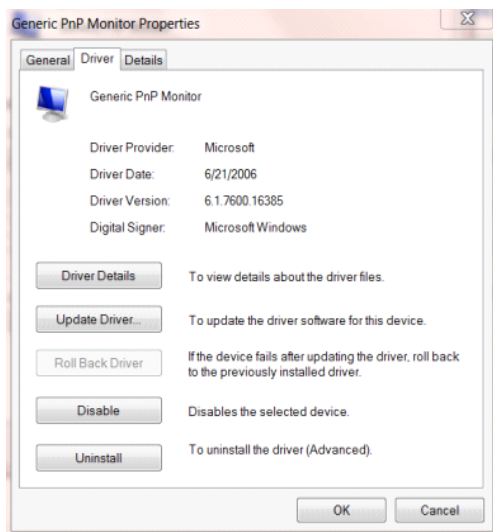 Generic PnP Monitor Properties
General Driver Details
Generic PnP Monitor
Driver Provider: Microsoft
Driver Date: 6/21/2006
Driver Version: 6.1.7600.16385
Digital Signer: Microsoft Windows
Driver Details To view details about the driver files.
Update Driver... To update the driver software for this device.
Roll Back Driver If the device fails after updating the driver, roll back
to the previously installed driver.
Disable Disables the selected device.
Uninstall To uninstall the driver (Advanced).
OK Cancel